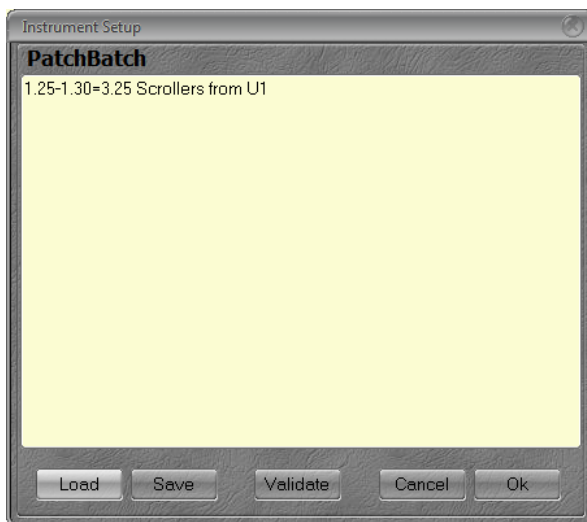 Instrument Setup
PatchBatch
1.25-1.30=3.25 Scrollers from U1
Load Save Validate Cancel Ok